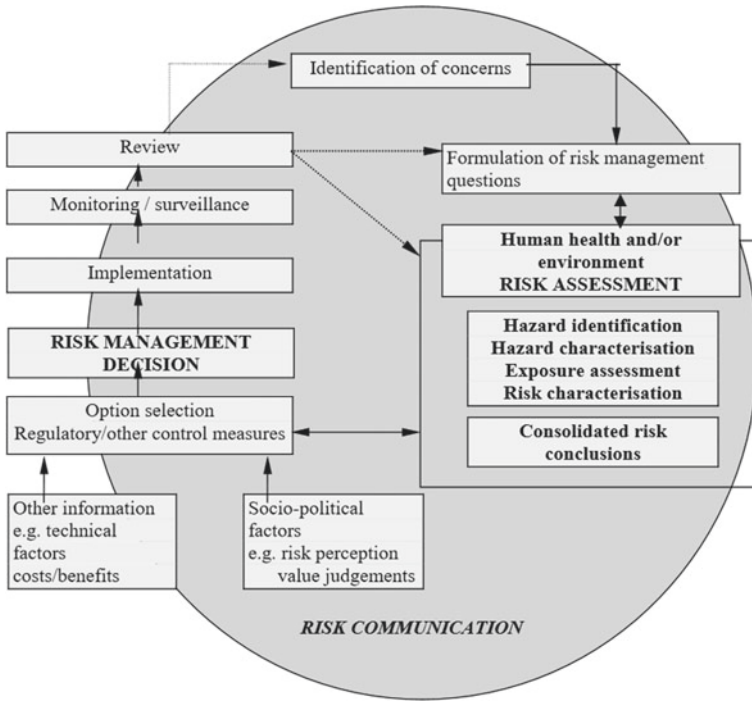 Identification of concerns
Review
Formulation of risk management
questions
Monitoring / surveillance
Human health and/or
environment
RISK ASSESSMENT
Implementation
Hazard identification
Hazard characterisation
Exposure assessment
Risk characterisation
RISK MANAGEMENT
DECISION
Option selection
Regulatory/other control measures
Consolidated risk
conclusions
Other information
e.g. technical
factors
costs/benefits
Socio-political
factors
e.g. risk perception
value judgements
RISK COMMUNICATION